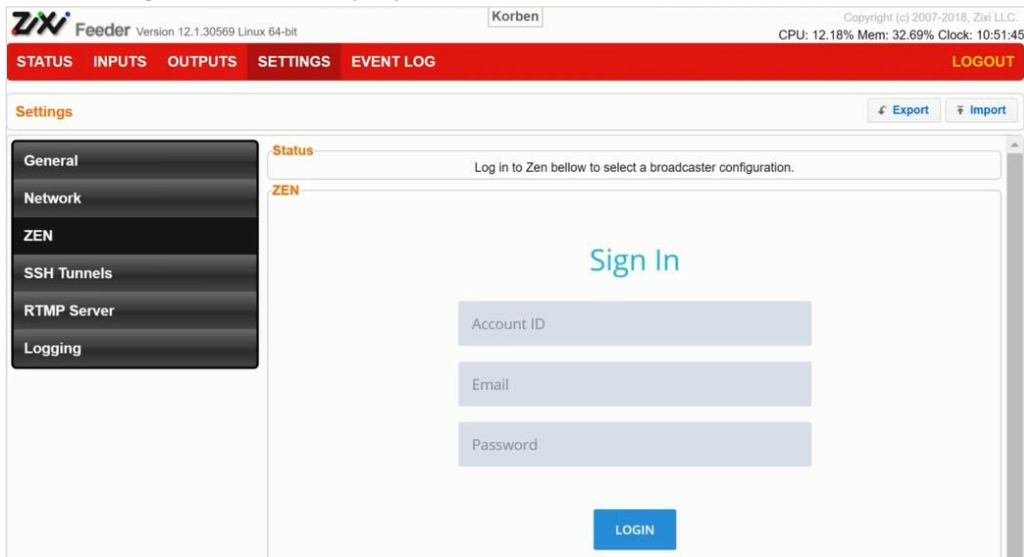 Korben
Copyright (c) 2007-2018, Zixi LLC.
ZiXi Feeder Version 12.1.30569 Linux 64-bit
CPU: 12.18% Mem: 32.69% Clock: 10:51:45
STATUS INPUTS OUTPUTS SETTINGS EVENT LOG LOGOUT
Settings Export Import
General
Network
ZEN
SSH Tunnels
RTMP Server
Logging
Status
Log in to Zen bellow to select a broadcaster configuration.
ZEN
Sign In
Account ID
Email
Password
LOGIN